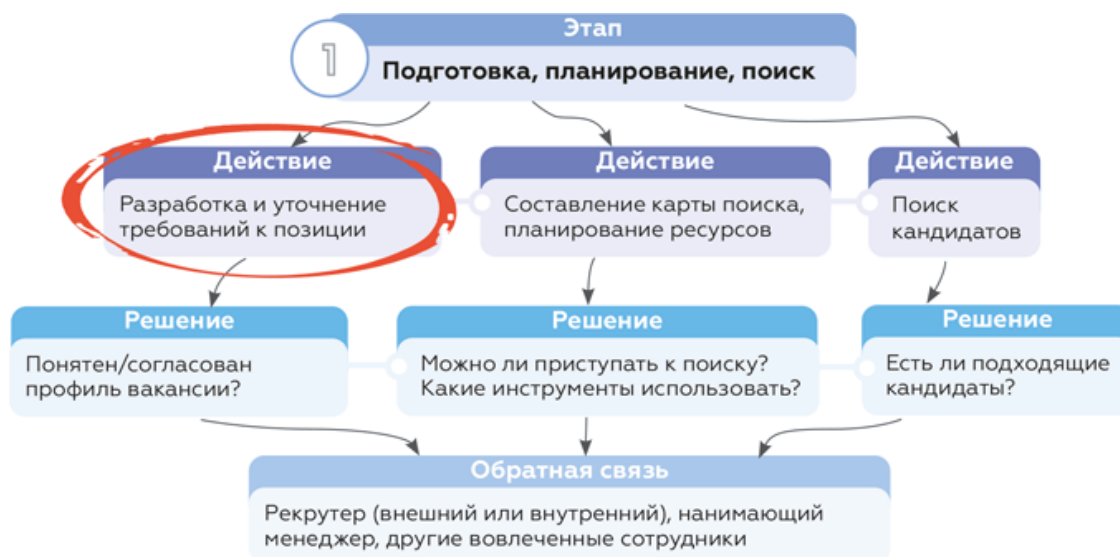 Этап
1
Подготовка, планирование, поиск
Действие
Разработка и уточнение
требований к позиции
Действие
Составление карты поиска,
планирование ресурсов
Действие
Поиск
кандидатов
Решение
Понятен/согласован
профиль вакансии?
Решение
Можно ли приступать к поиску?
Какие инструменты использовать?
Решение
Есть ли подходящие
кандидаты?
Обратная связь
Рекрутер (внешний или внутренний), нанимающий
менеджер, другие вовлеченные сотрудники